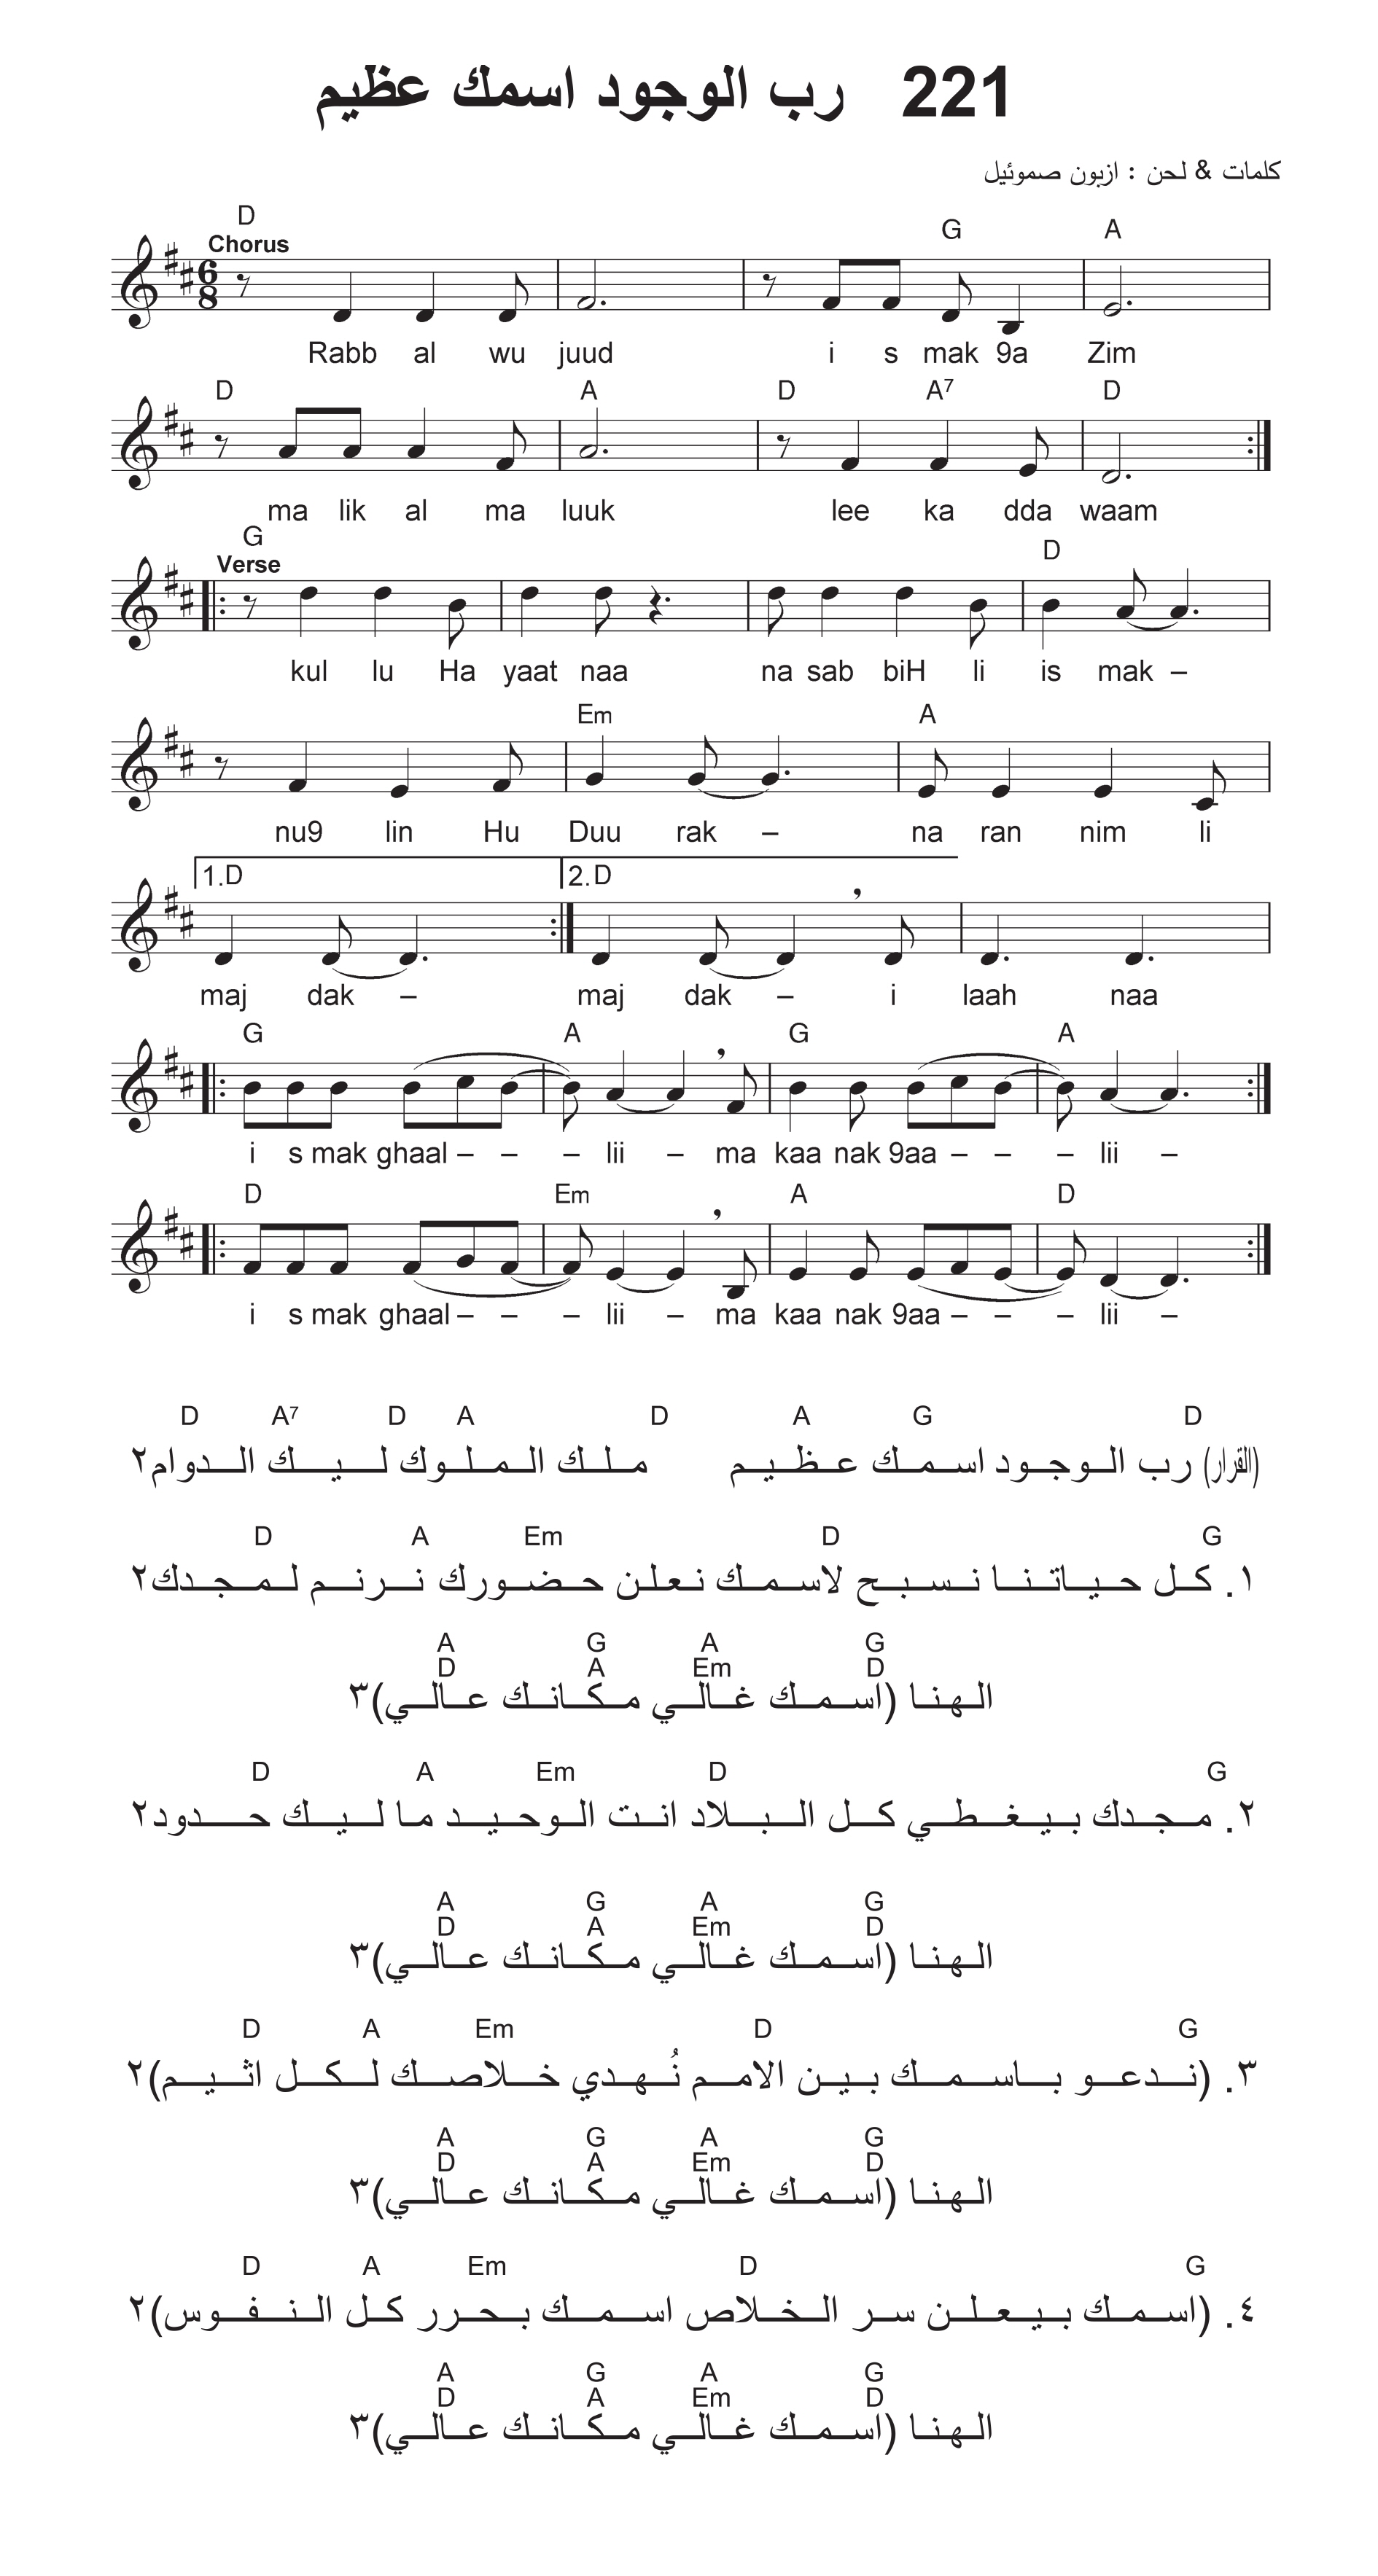 221 رب الوجود اسمك عظيم
كلمات & لحن : ازبون صموئيل
D
Chorus G A
6
8
Rabb al wu juud i s mak 9a Zim
D A D A7 D
ma lik al ma luuk lee ka dda waam
G
Verse D
kul lu Ha yaat naa na sab biH li is mak –
Em A
nu9 lin Hu Duu rak – na ran nim li
1. D 2. D
maj dak – maj dak – i laah naa
G A G A
i s mak ghaal – – – lii – ma kaa nak 9aa – – – lii –
D Em A D
i s mak ghaal – – – lii – ma kaa nak 9aa – – – lii –
D A7 D A D A G D
(القرار) رب الوجود اسمك عظيم ملك الملوك ليك الدوام٢
D A Em D G
١. كل حياتنا نسبح لاسمك نعلن حضورك نرنم لمجدك٢
A G A G
D A Em D
الهنا (اسمك غالي مكانك عالي)٣
D A Em D G
٢. مجدك بيغطي كل البلاد انت الوحيد ما ليك حدود٢
A G A G
D A Em D
الهنا (اسمك غالي مكانك عالي)٣
D A Em D G
٣. (ندعو باسمك بين الامم نُهدي خلاصك لكل اثيم)٢
A G A G
D A Em D
الهنا (اسمك غالي مكانك عالي)٣
D A Em D G
٤. (اسمك بيعلن سر الخلاص اسمك بحرر كل النفوس)٢
A G A G
D A Em D
الهنا (اسمك غالي مكانك عالي)٣